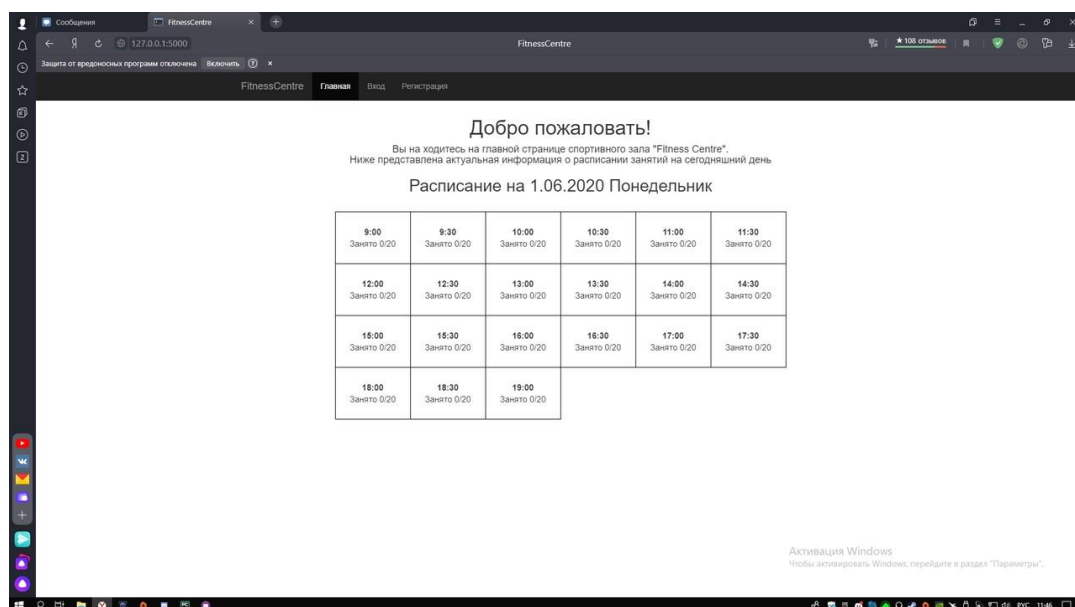 Сообщения
FitnessCentre
127.0.0.1:5000
FitnessCentre
★ 108 отзывов
Защита от вредоносных программ отключена Включить
FitnessCentre Главная Вход Регистрация
Добро пожаловать!
Вы на ходитесь на главной странице спортивного зала "Fitness Centre".
Ниже представлена актуальная информация о расписании занятий на сегодняшний день
Расписание на 1.06.2020 Понедельник
9:00 9:30 10:00 10:30 11:00 11:30
Занято 0/20 Занято 0/20 Занято 0/20 Занято 0/20 Занято 0/20 Занято 0/20
12:00 12:30 13:00 13:30 14:00 14:30
Занято 0/20 Занято 0/20 Занято 0/20 Занято 0/20 Занято 0/20 Занято 0/20
15:00 15:30 16:00 16:30 17:00 17:30
Занято 0/20 Занято 0/20 Занято 0/20 Занято 0/20 Занято 0/20 Занято 0/20
18:00 18:30 19:00
Занято 0/20 Занято 0/20 Занято 0/20
Активация Windows
Чтобы активировать Windows, перейдите в раздел "Параметры".
РУС 11:46